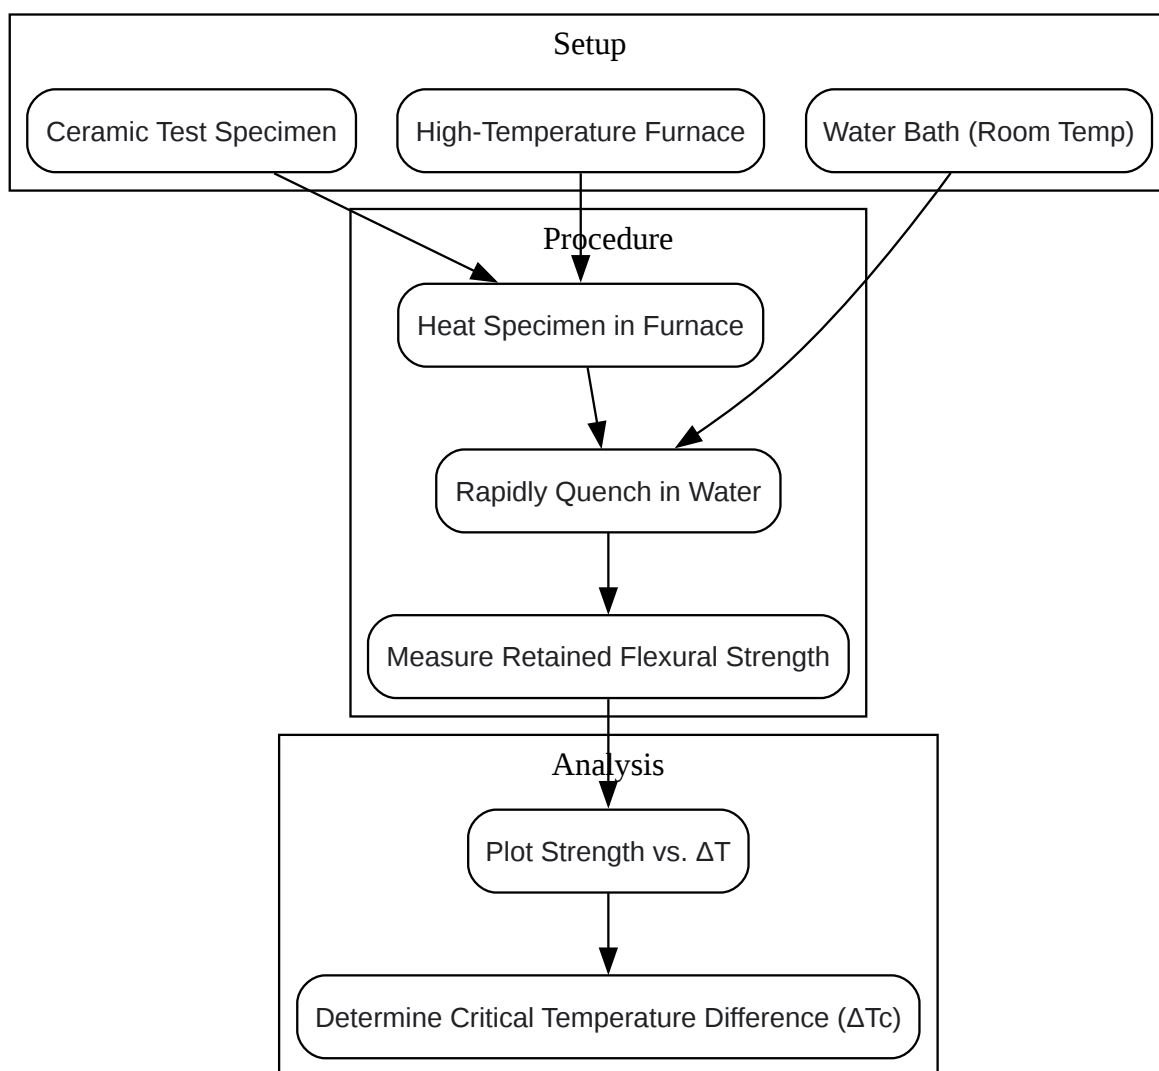 Setup
Ceramic Test Specimen
High-Temperature Furnace
Water Bath (Room Temp)
Procedure
Heat Specimen in Furnace
Rapidly Quench in Water
Measure Retained Flexural Strength
Analysis
Plot Strength vs. ΔT
Determine Critical Temperature Difference (ΔTc)